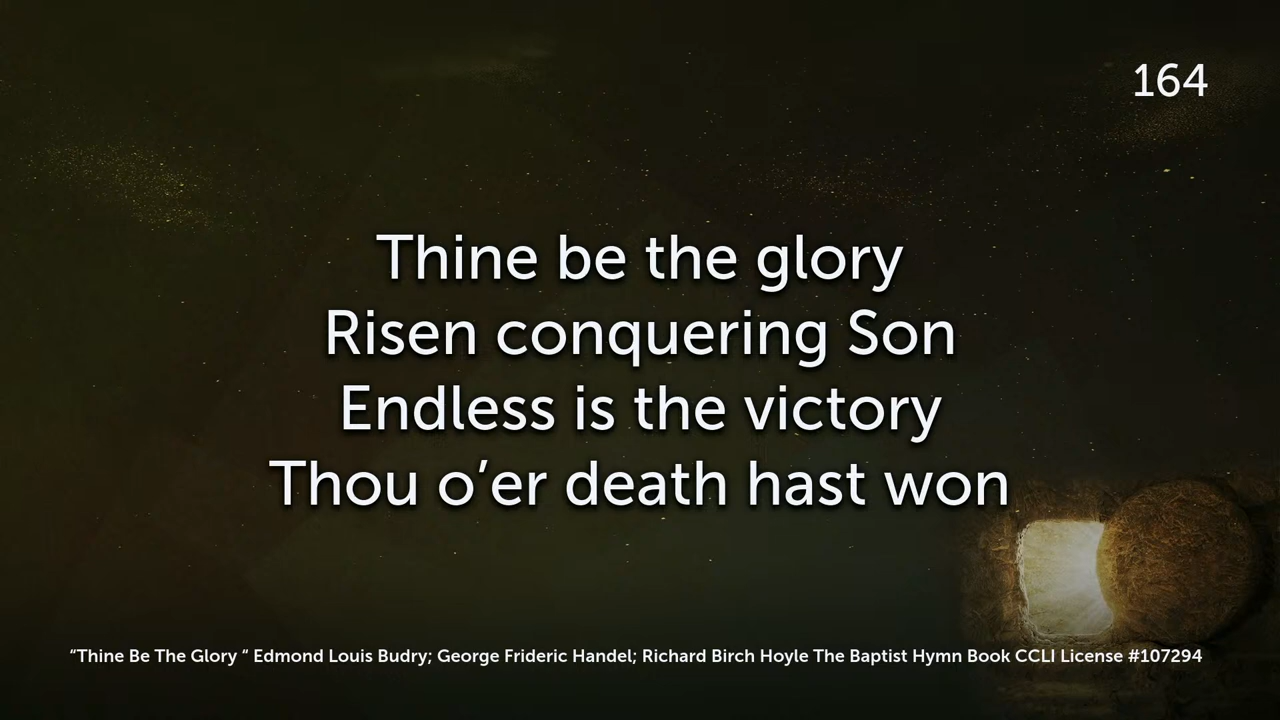 164
Thine be the glory
Risen conquering Son
Endless is the victory
Thou o’er death hast won
“Thine Be The Glory “ Edmond Louis Budry; George Frideric Handel; Richard Birch Hoyle The Baptist Hymn Book CCLI License #107294